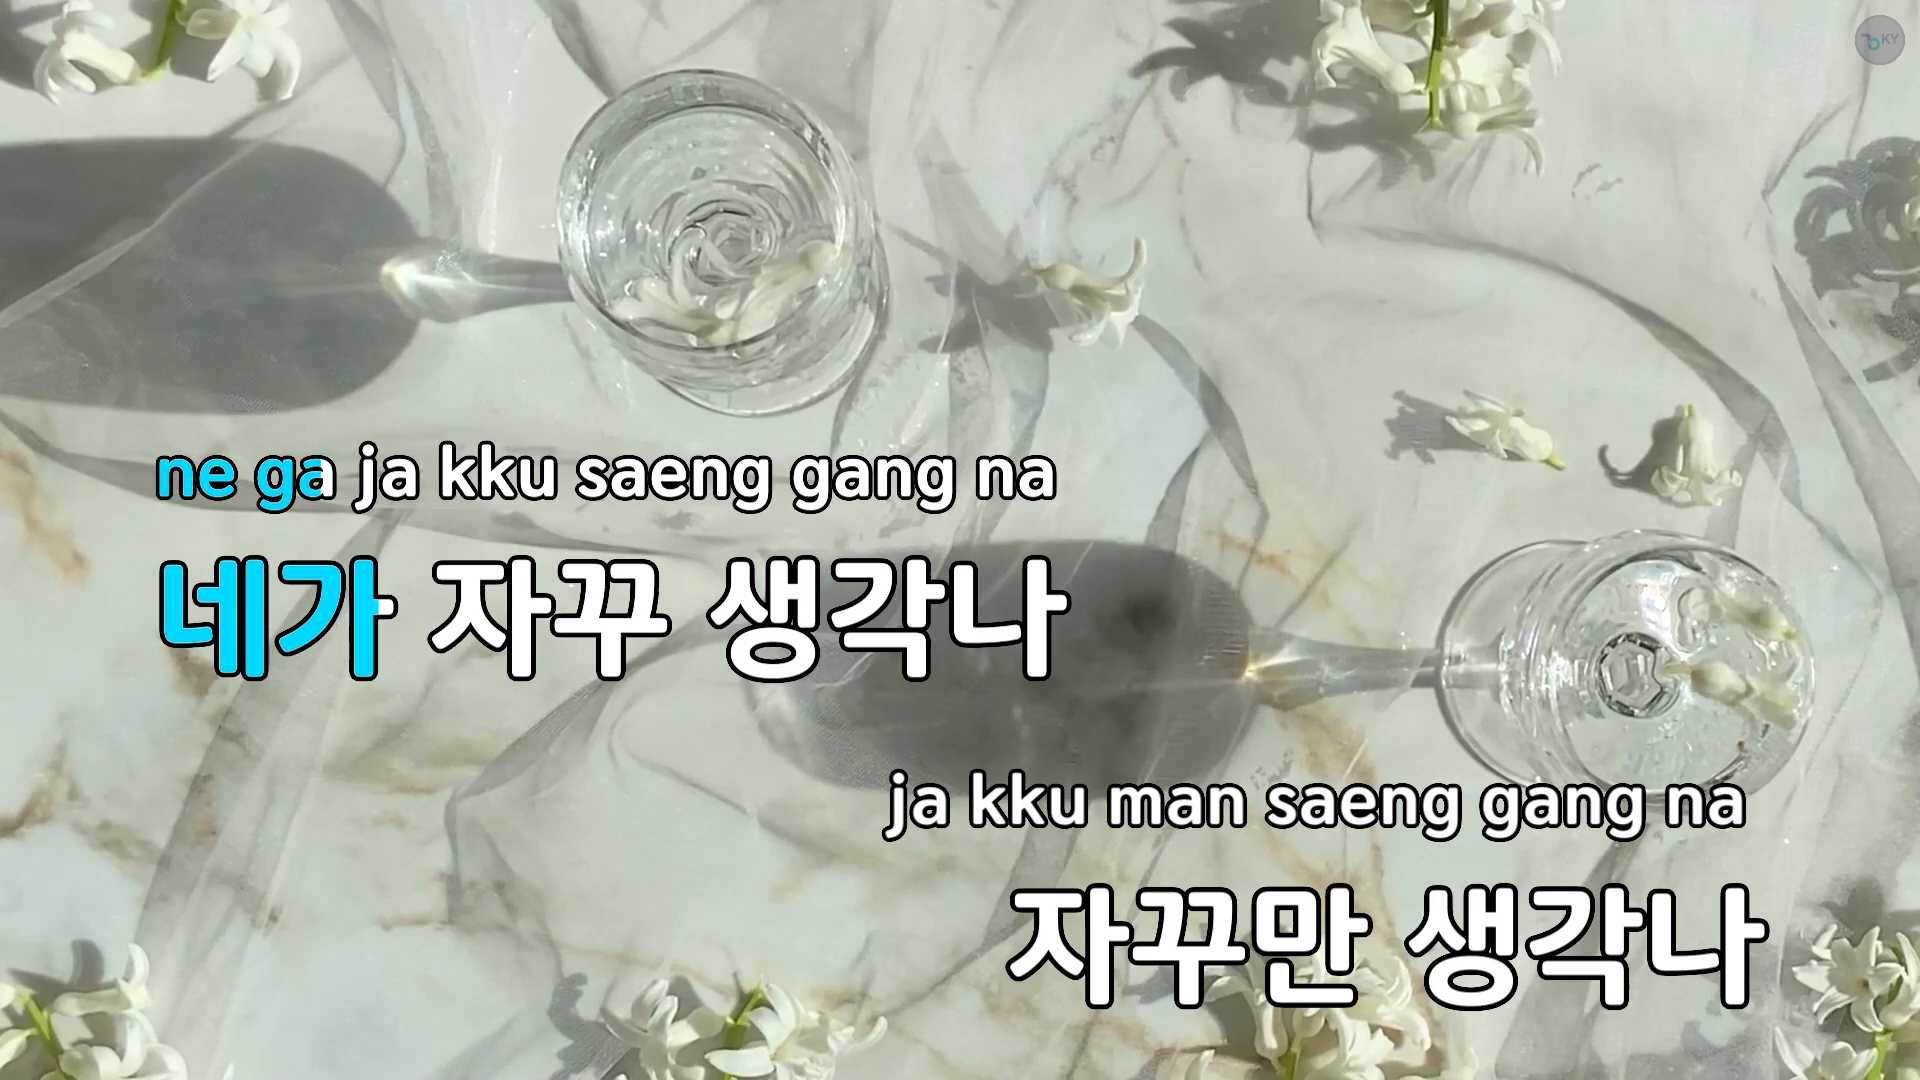 KY
ne ga ja kku saeng gang na
네가 자꾸 생각나
ja kku man saeng gang na
자꾸만 생각나